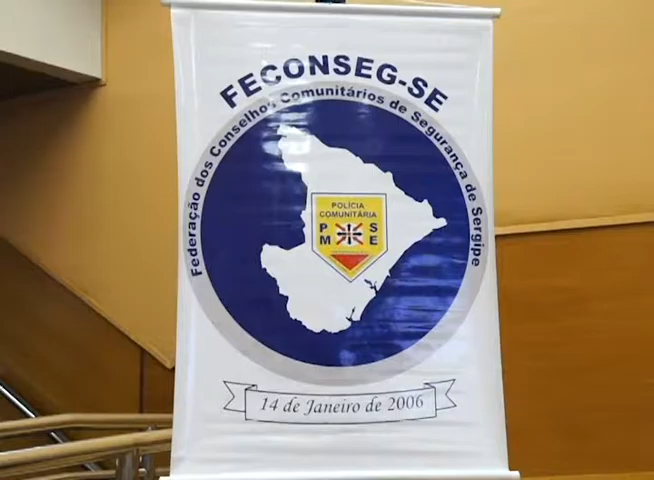 FECONSEG-SE
Federação dos Conselhos Comunitários de Segurança de Sergipe
POLÍCIA
COMUNITÁRIA
P S
M E
14 de Janeiro de 2006